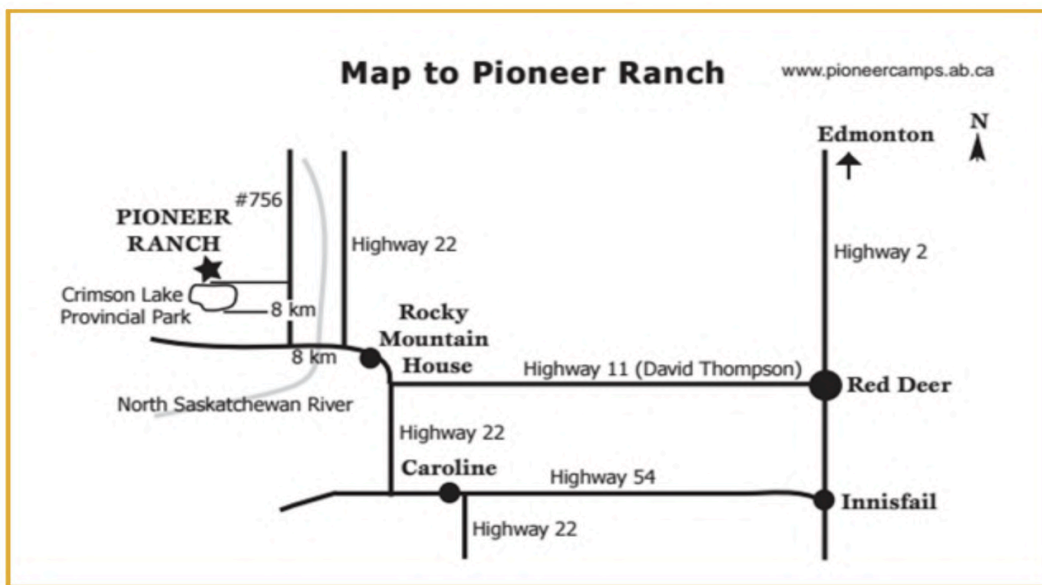 Map to Pioneer Ranch
www.pioneercamps.ab.ca
N
Edmonton
#756
PIONEER
RANCH
Highway 22
Highway 2
Crimson Lake
Provincial Park
8 km
Rocky
Mountain
House
8 km
Highway 11 (David Thompson)
Red Deer
North Saskatchewan River
Highway 22
Caroline
Highway 54
Innisfail
Highway 22